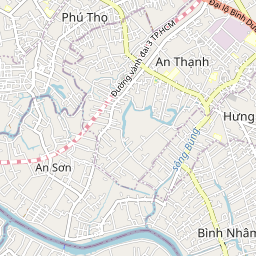 Phú Thọ
Đại lộ Bình Dư
An Thạnh
Đường vành đai 3 TP.HCM
Hưng
sông Búng
An Sơn
Bình Nhâm